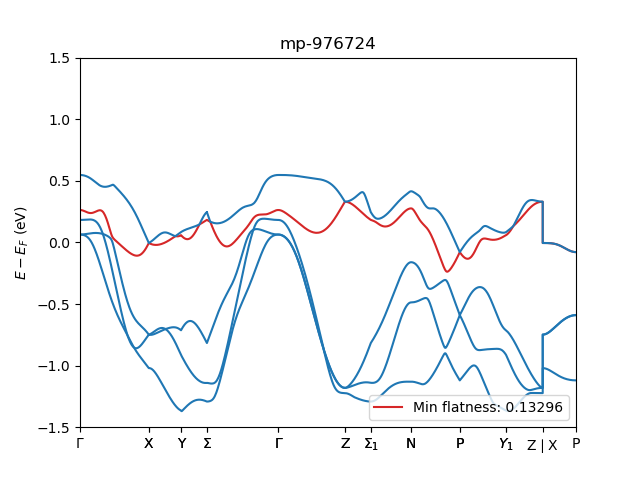 mp-976724
E − E_F (eV)
1.5
1.0
0.5
0.0
−0.5
−1.0
−1.5
Min flatness: 0.13296
Γ X Y Σ Γ Z Σ₁ N P Y₁ Z | X P